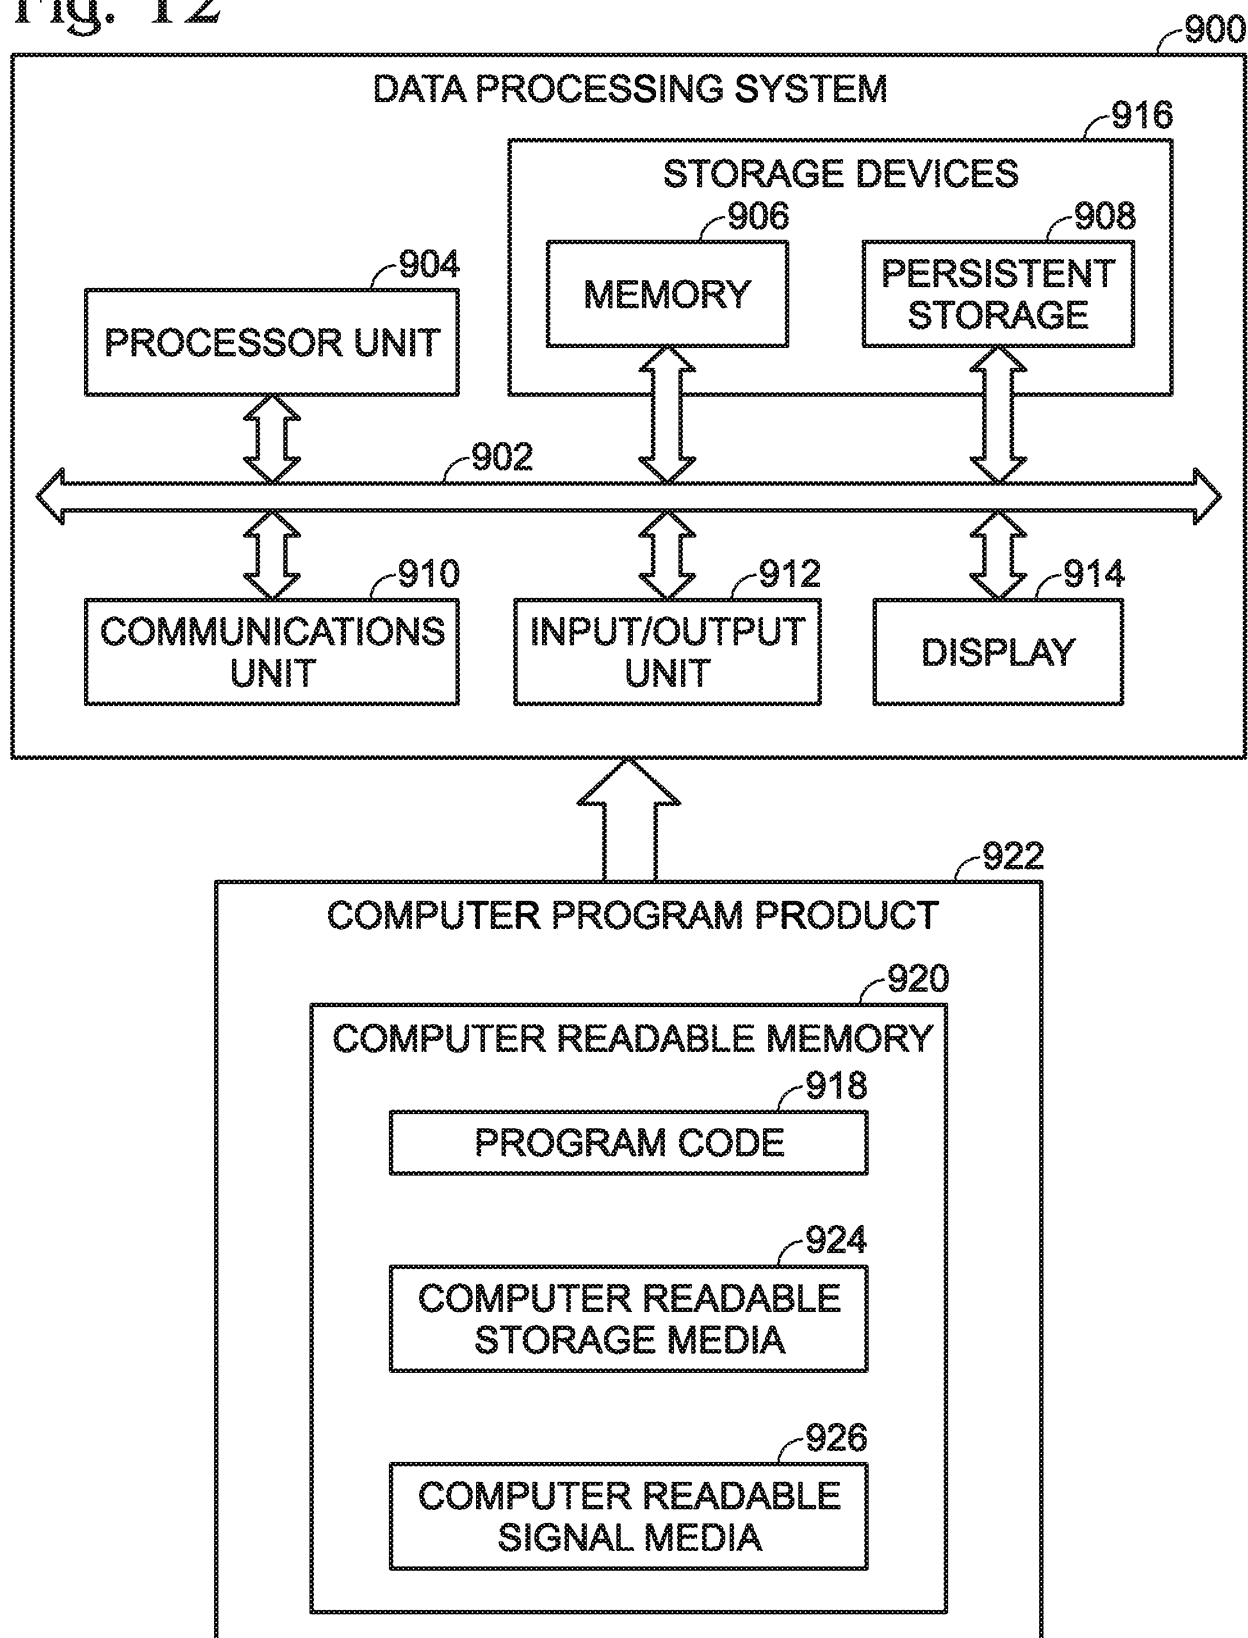 Fig. 12
900
DATA PROCESSING SYSTEM
916
STORAGE DEVICES
906
908
MEMORY
PERSISTENT
STORAGE
904
PROCESSOR UNIT
902
910
912
914
COMMUNICATIONS
UNIT
INPUT/OUTPUT
UNIT
DISPLAY
922
COMPUTER PROGRAM PRODUCT
920
COMPUTER READABLE MEMORY
918
PROGRAM CODE
924
COMPUTER READABLE
STORAGE MEDIA
926
COMPUTER READABLE
SIGNAL MEDIA